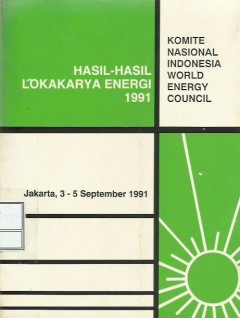 HASIL-HASIL
LOKAKARYA ENERGI
1991
KOMITE
NASIONAL
INDONESIA
WORLD
ENERGY
COUNCIL
Jakarta, 3 - 5 September 1991